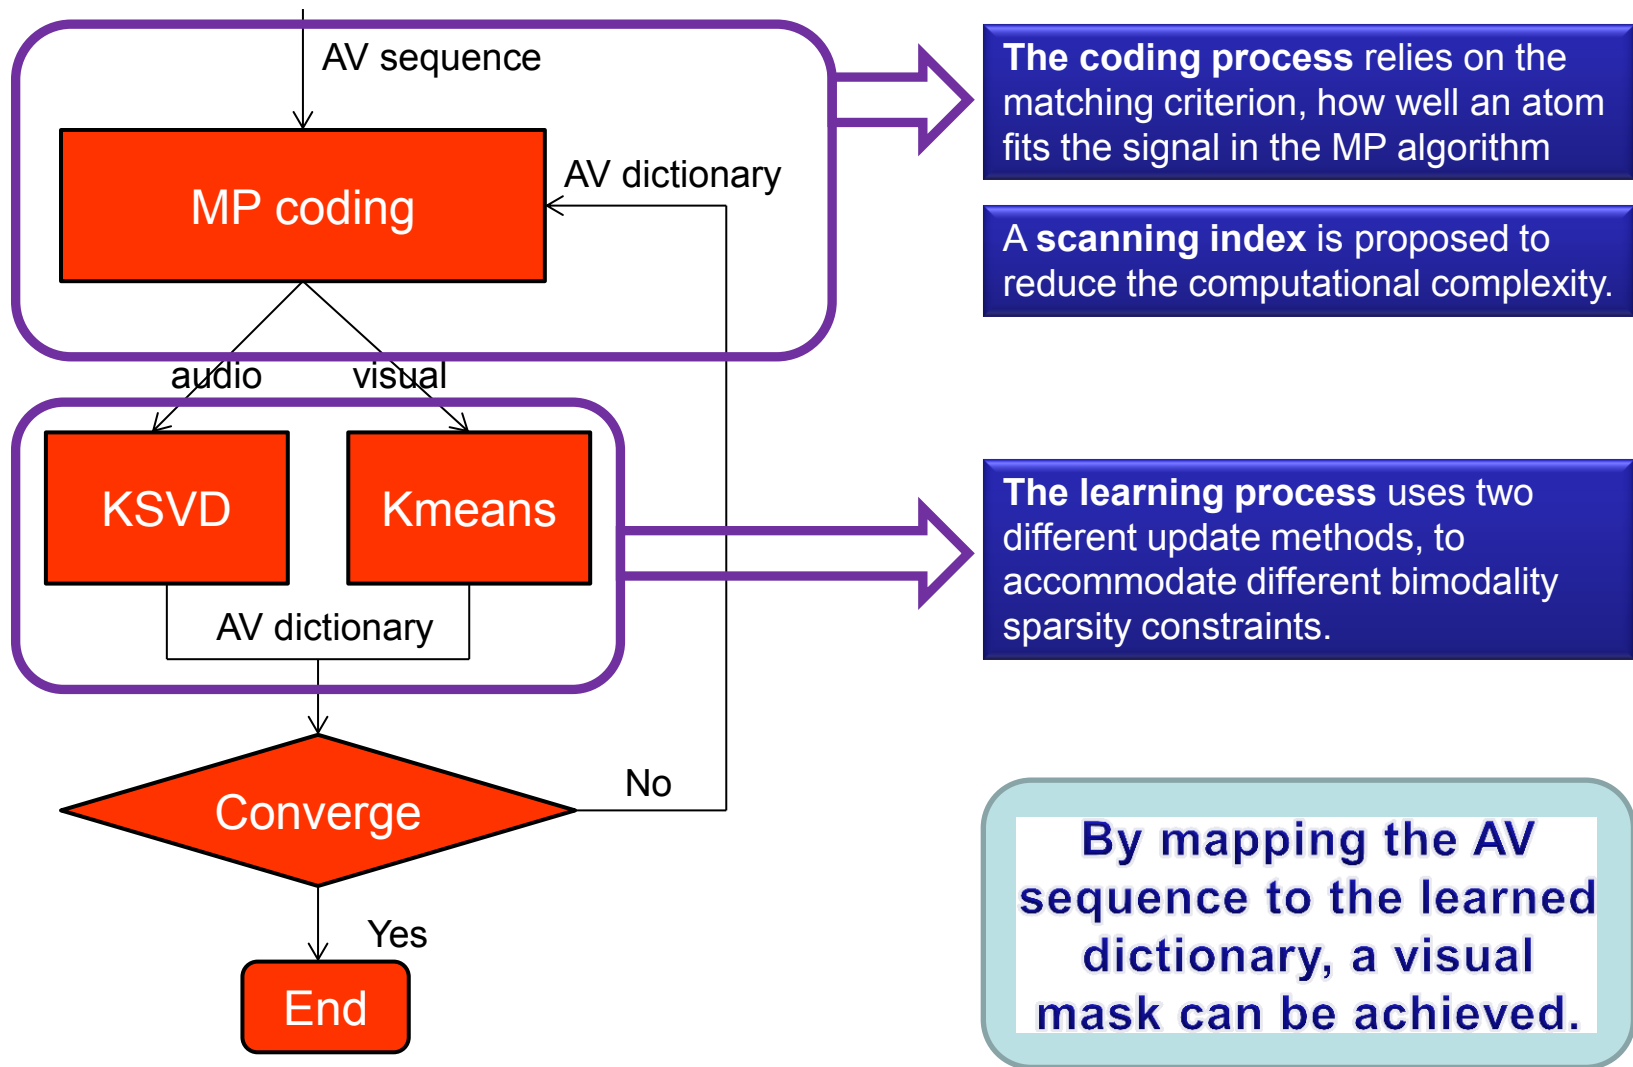 AV sequence
MP coding
AV dictionary
audio
visual
KSVD
Kmeans
AV dictionary
Converge
No
Yes
End
The coding process relies on the
matching criterion, how well an atom
fits the signal in the MP algorithm
A scanning index is proposed to
reduce the computational complexity.
The learning process uses two
different update methods, to
accommodate different bimodality
sparsity constraints.
By mapping the AV
sequence to the learned
dictionary, a visual
mask can be achieved.